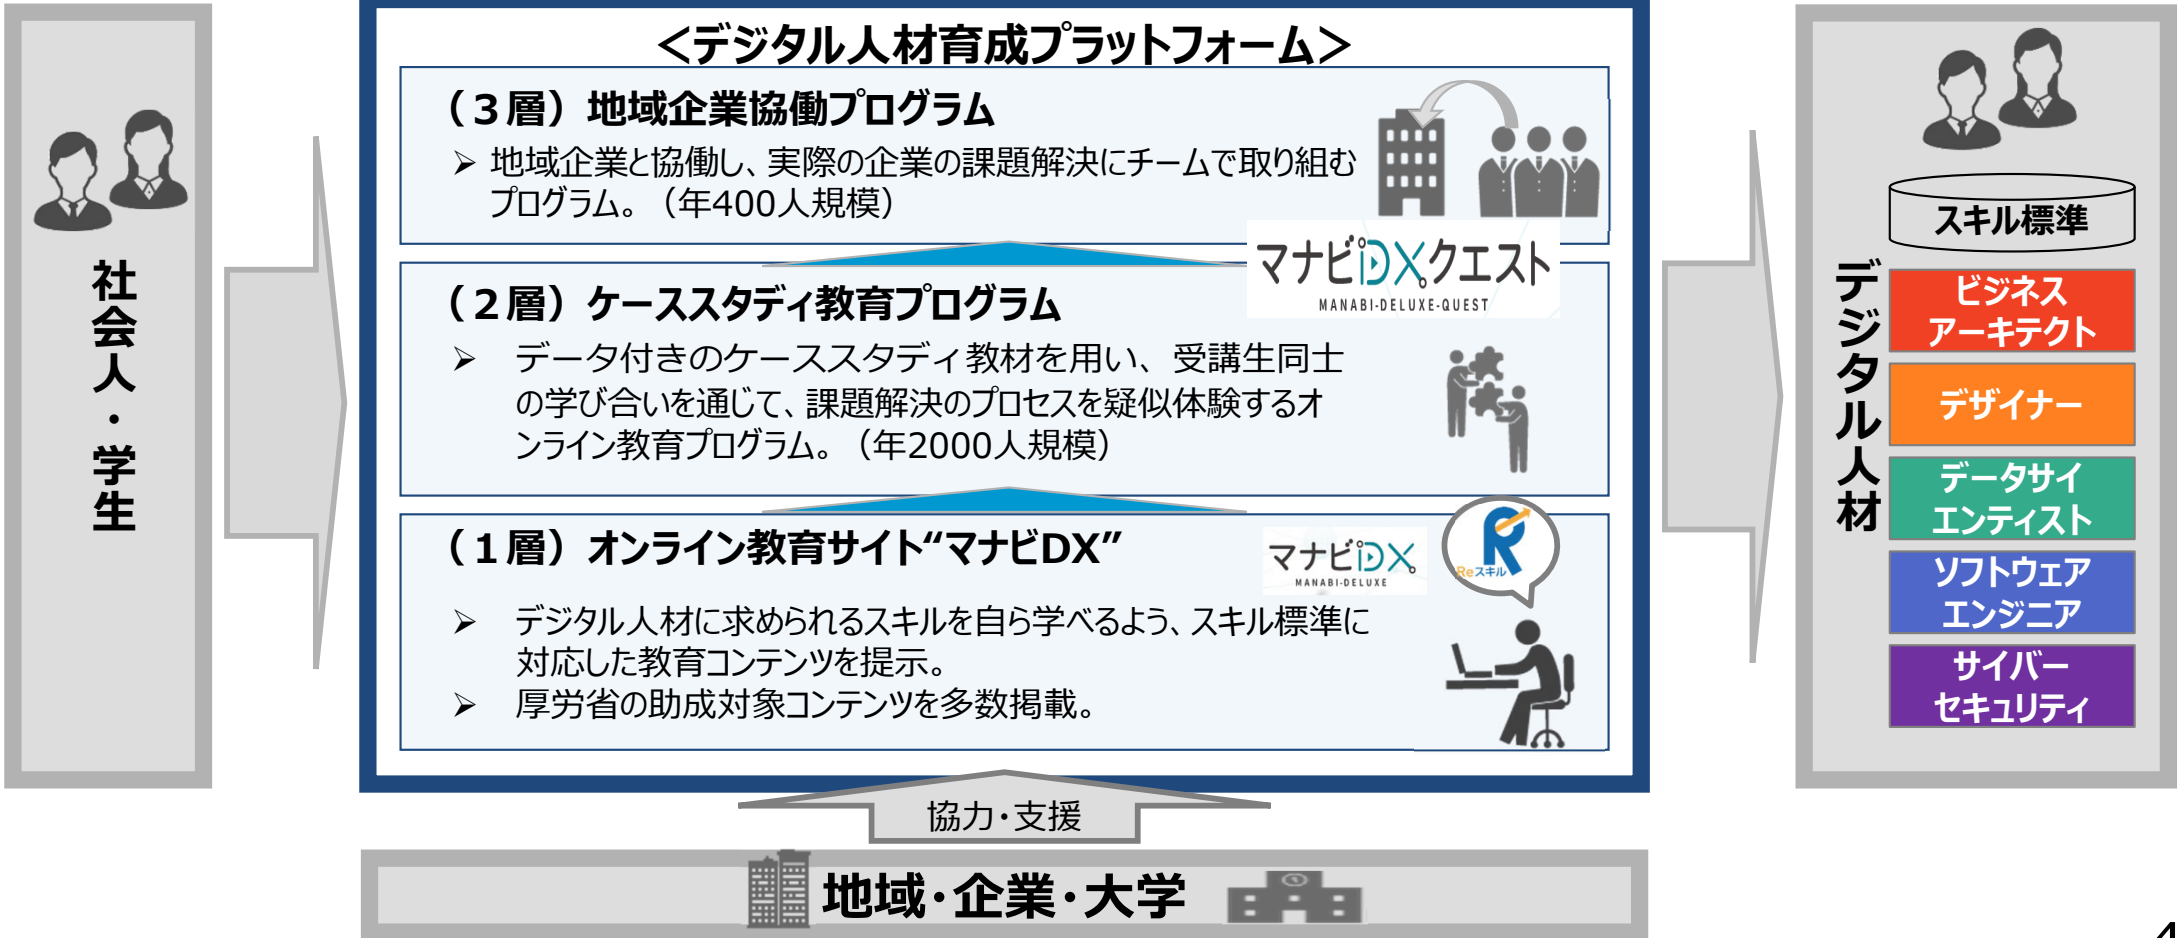 社会人・学生
<デジタル人材育成プラットフォーム>
（３層）地域企業協働プログラム
➢ 地域企業と協働し、実際の企業の課題解決にチームで取り組む
プログラム。（年400人規模）
マナビDXクエスト
MANABI-DELUXE-QUEST
（２層）ケーススタディ教育プログラム
➢ データ付きのケーススタディ教材を用い、受講生同士
の学び合いを通じて、課題解決のプロセスを疑似体験するオ
ンライン教育プログラム。（年2000人規模）
（１層）オンライン教育サイト“マナビDX”
マナビDX
MANABI-DELUXE
Reスキル
➢ デジタル人材に求められるスキルを自ら学べるよう、スキル標準に
対応した教育コンテンツを提示。
➢ 厚労省の助成対象コンテンツを多数掲載。
協力・支援
地域・企業・大学
デジタル人材
スキル標準
ビジネス
アーキテクト
デザイナー
データサイ
エンティスト
ソフトウェア
エンジニア
サイバー
セキュリティ